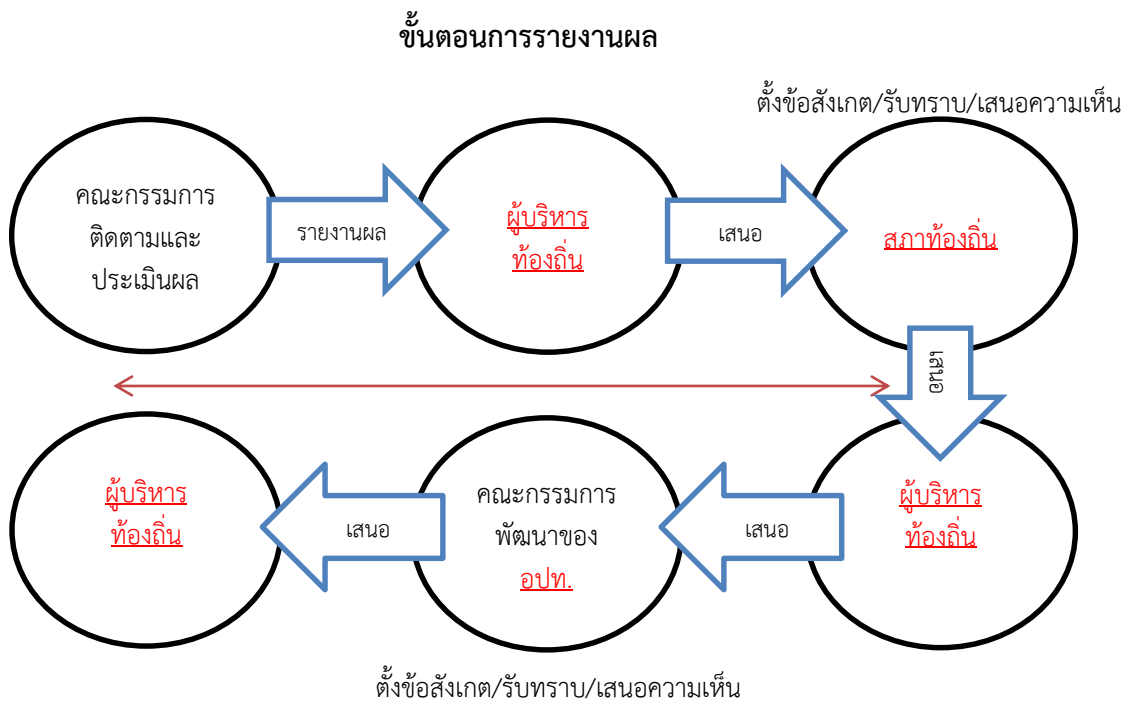 ขั้นตอนการรายงานผล
ตั้งข้อสังเกต/รับทราบ/เสนอความเห็น
คณะกรรมการ
ติดตามและ
ประเมินผล
รายงานผล
ผู้บริหาร
ท้องถิ่น
เสนอ
สภาท้องถิ่น
เสนอ
ผู้บริหาร
ท้องถิ่น
เสนอ
คณะกรรมการ
พัฒนาของ
อปท.
เสนอ
ผู้บริหาร
ท้องถิ่น
ตั้งข้อสังเกต/รับทราบ/เสนอความเห็น